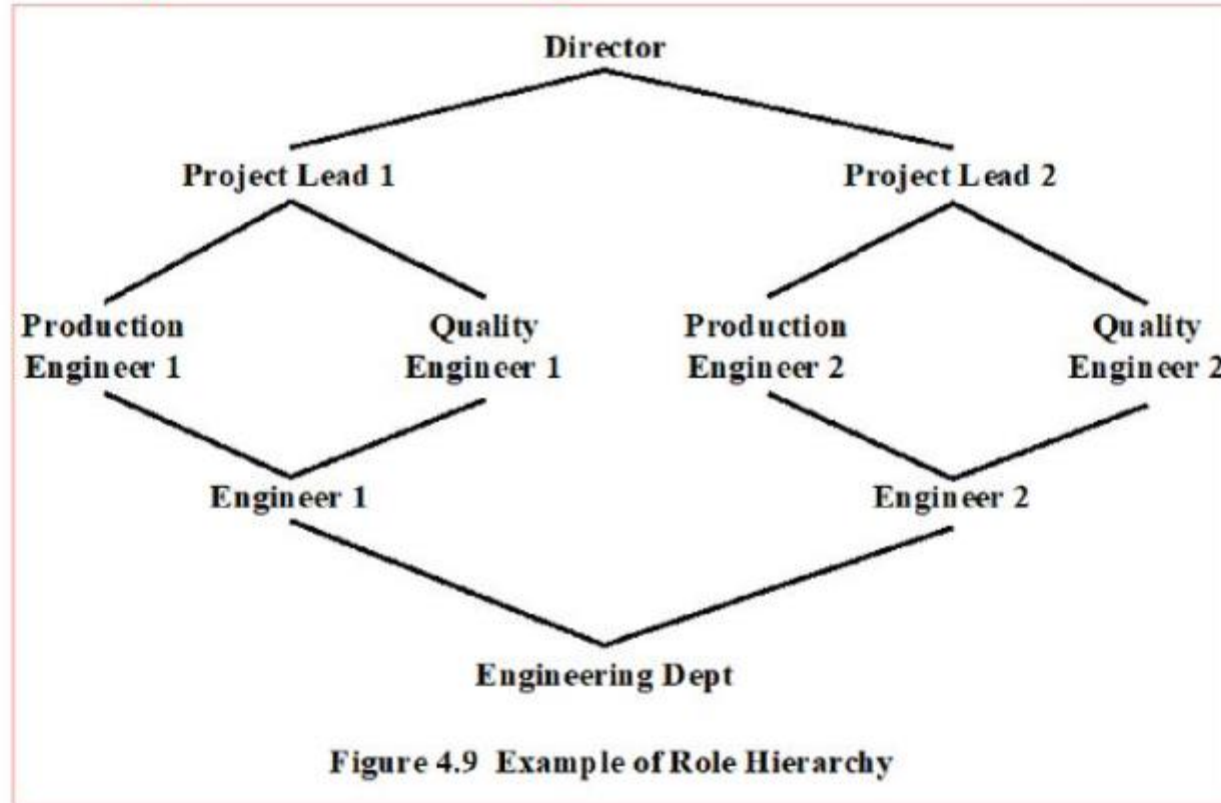 Director
Project Lead 1
Project Lead 2
Production
Engineer 1
Quality
Engineer 1
Production
Engineer 2
Quality
Engineer 2
Engineer 1
Engineer 2
Engineering Dept
Figure 4.9 Example of Role Hierarchy